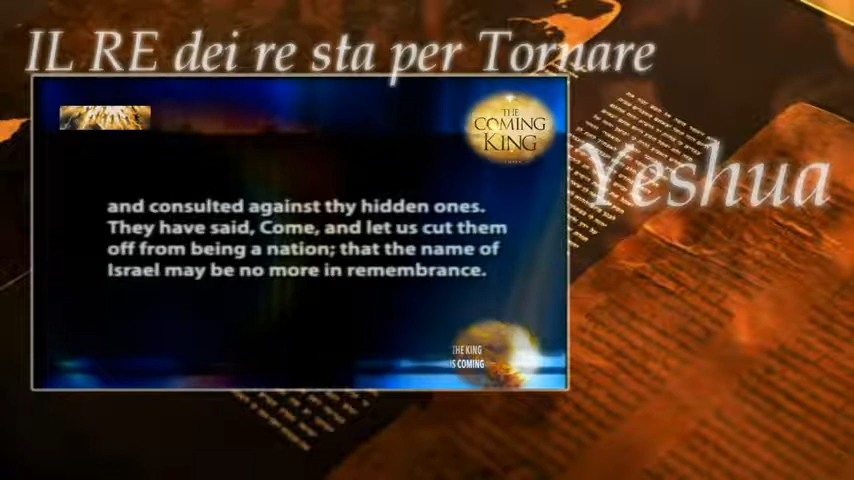 IL RE dei re sta per Tornare
THE
COMING
KING
Yeshua
and consulted against thy hidden ones.
They have said, Come, and let us cut them
off from being a nation; that the name of
Israel may be no more in remembrance.
THE KING
IS COMING